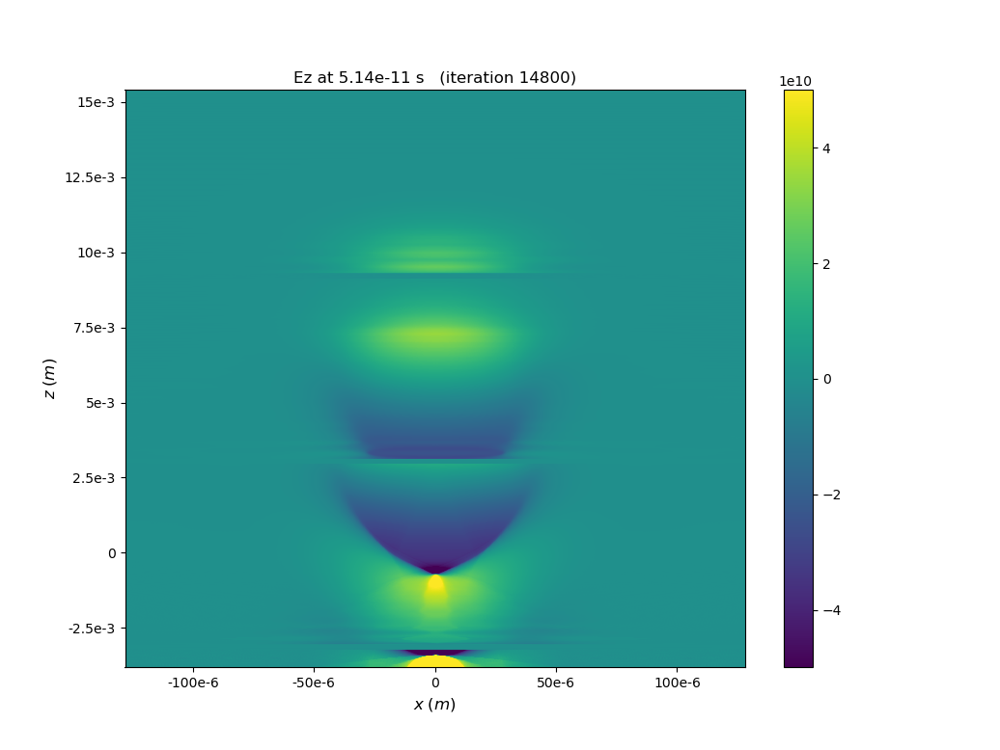 Ez at 5.14e-11 s   (iteration 14800)
1e10
15e-3
12.5e-3
10e-3
7.5e-3
5e-3
2.5e-3
0
-2.5e-3
z (m)
-100e-6
-50e-6
0
50e-6
100e-6
x (m)
4
2
0
−2
−4